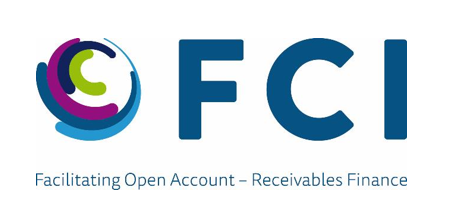 FCI
Facilitating Open Account – Receivables Finance